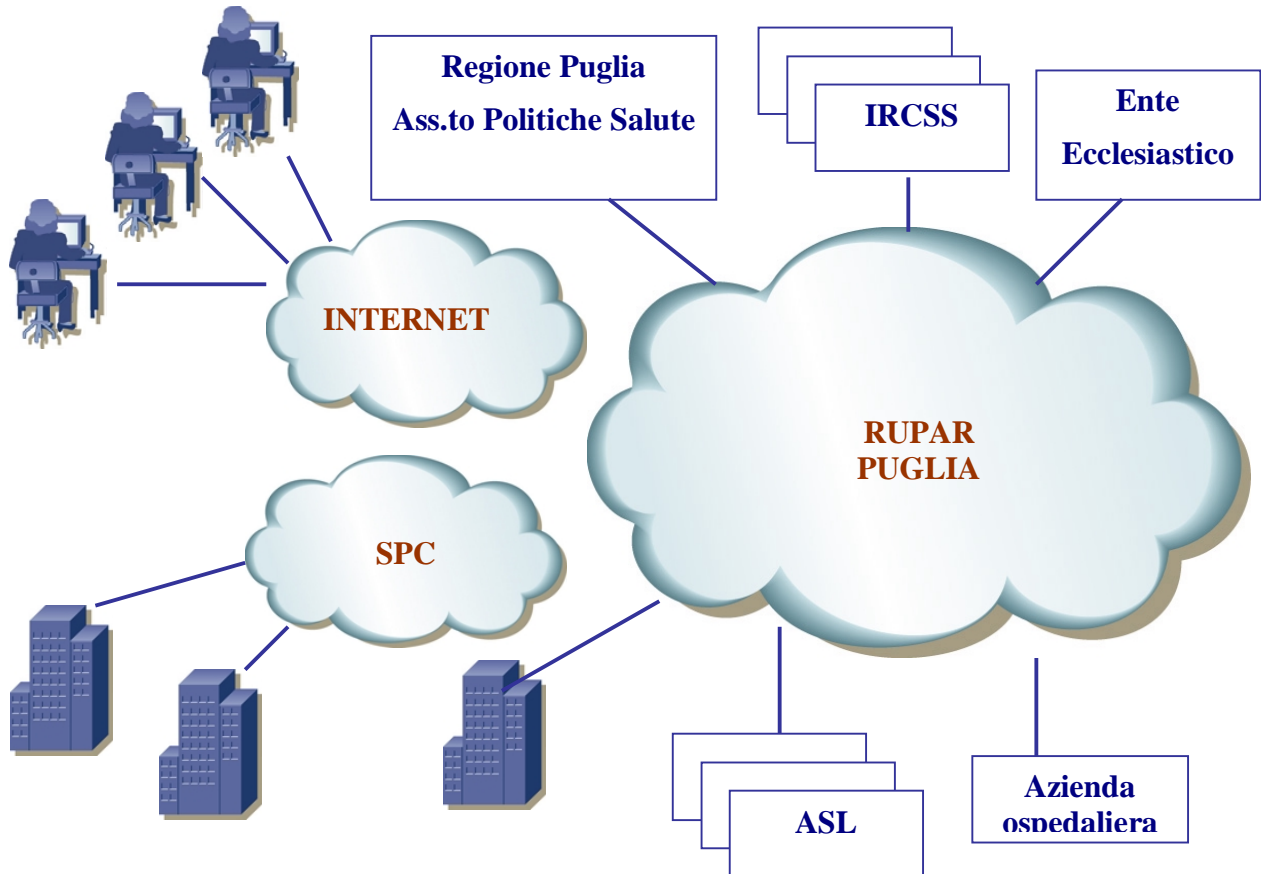 Regione Puglia
Ass.to Politiche Salute
IRCSS
Ente
Ecclesiastico
INTERNET
RUPAR
PUGLIA
SPC
ASL
Azienda
ospedaliera